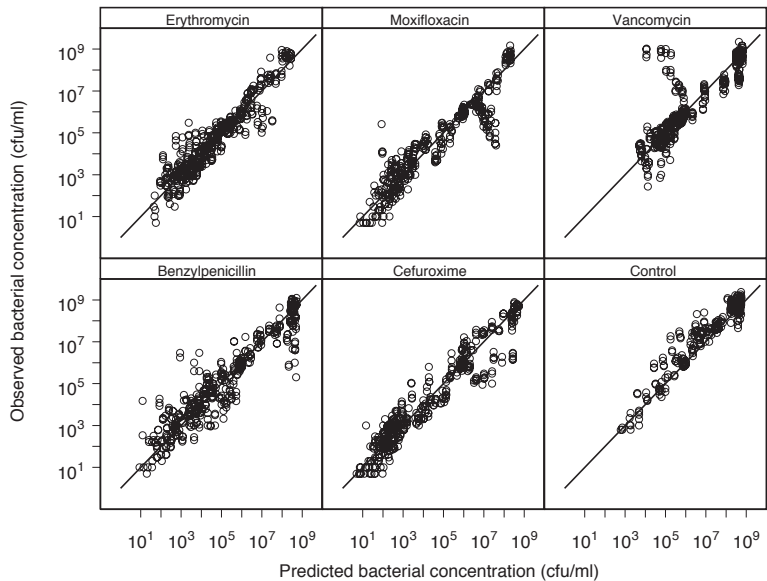 Erythromycin Moxifloxacin Vancomycin
10^9
10^7
10^5
10^3
10^1
Benzylpenicillin Cefuroxime Control
10^9
10^7
10^5
10^3
10^1
10^1 10^3 10^5 10^7 10^9 10^1 10^3 10^5 10^7 10^9 10^1 10^3 10^5 10^7 10^9
Observed bacterial concentration (cfu/ml)
Predicted bacterial concentration (cfu/ml)